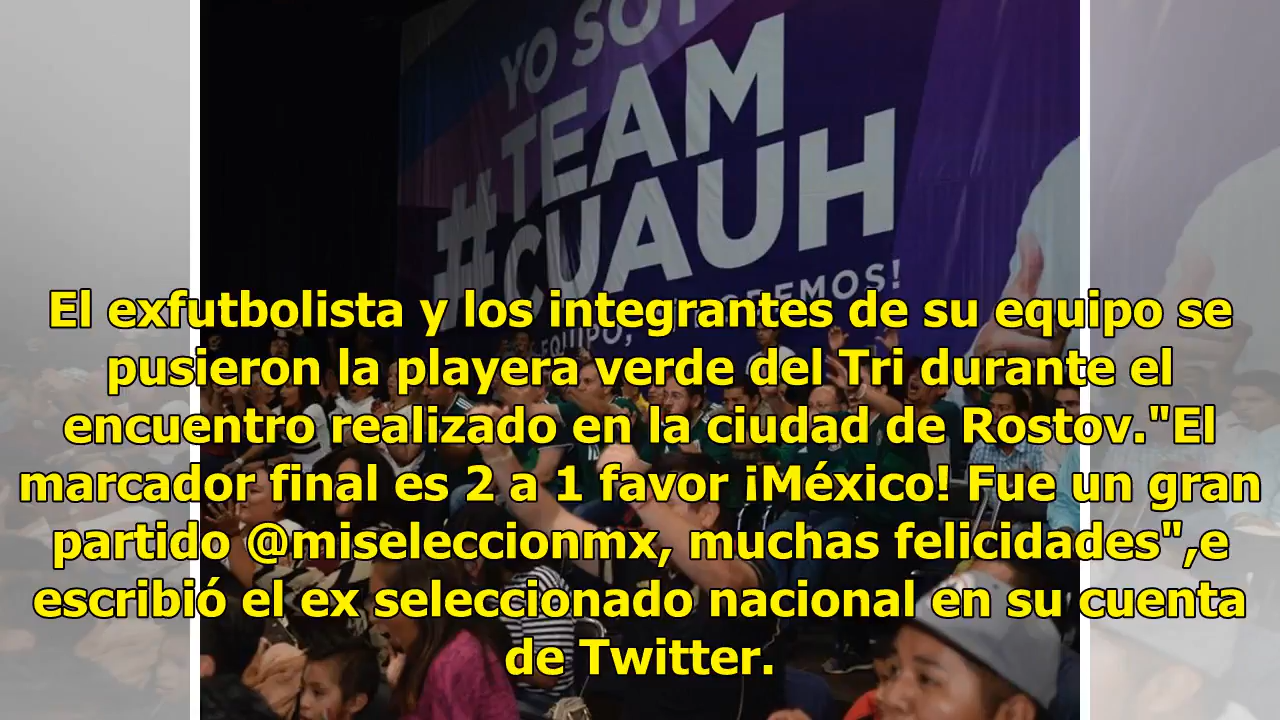 YO SOY
#TEAM
CUAUH
EQUIPO,
El exfutbolista y los integrantes de su equipo se
pusieron la playera verde del Tri durante el
encuentro realizado en la ciudad de Rostov."El
marcador final es 2 a 1 favor ¡México! Fue un gran
partido @miseleccionmx, muchas felicidades",e
escribió el ex seleccionado nacional en su cuenta
de Twitter.